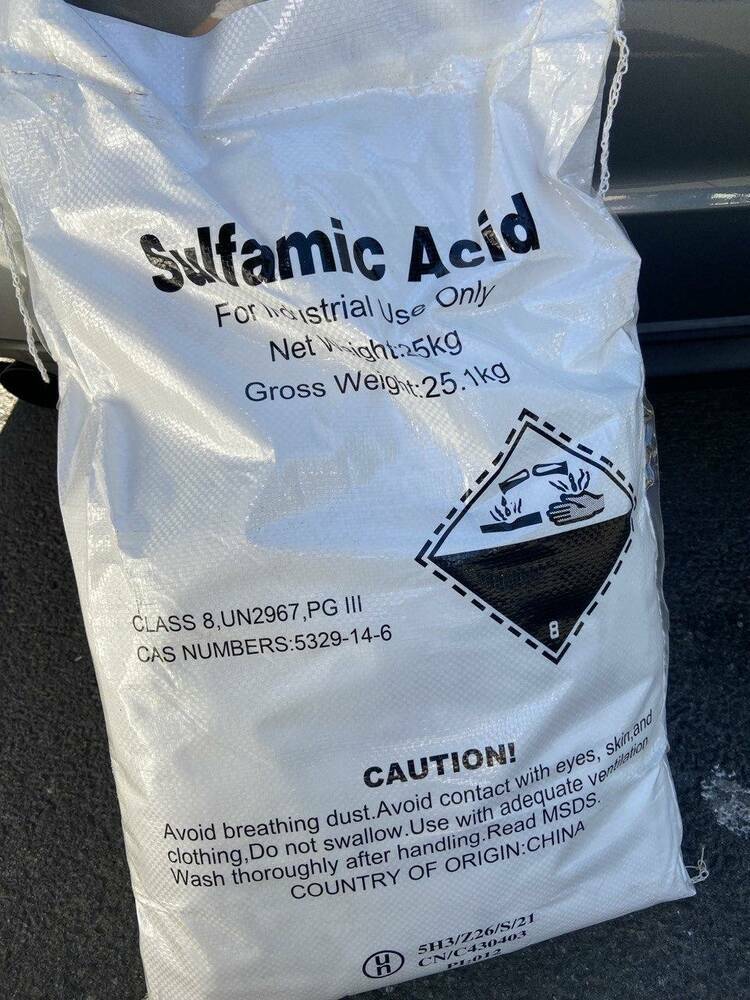 Sulfamic Acid
For Industrial Use Only
Net Weight:25kg
Gross Weight:25.1kg
8
CLASS 8,UN2967,PG III
CAS NUMBERS:5329-14-6
CAUTION!
Avoid breathing dust.Avoid contact with eyes, skin,and
clothing,Do not swallow.Use with adequate ventilation
Wash thoroughly after handling.Read MSDS.
COUNTRY OF ORIGIN:CHINA
un
5H3/Z26/S/21
CN/C430403
PI:012